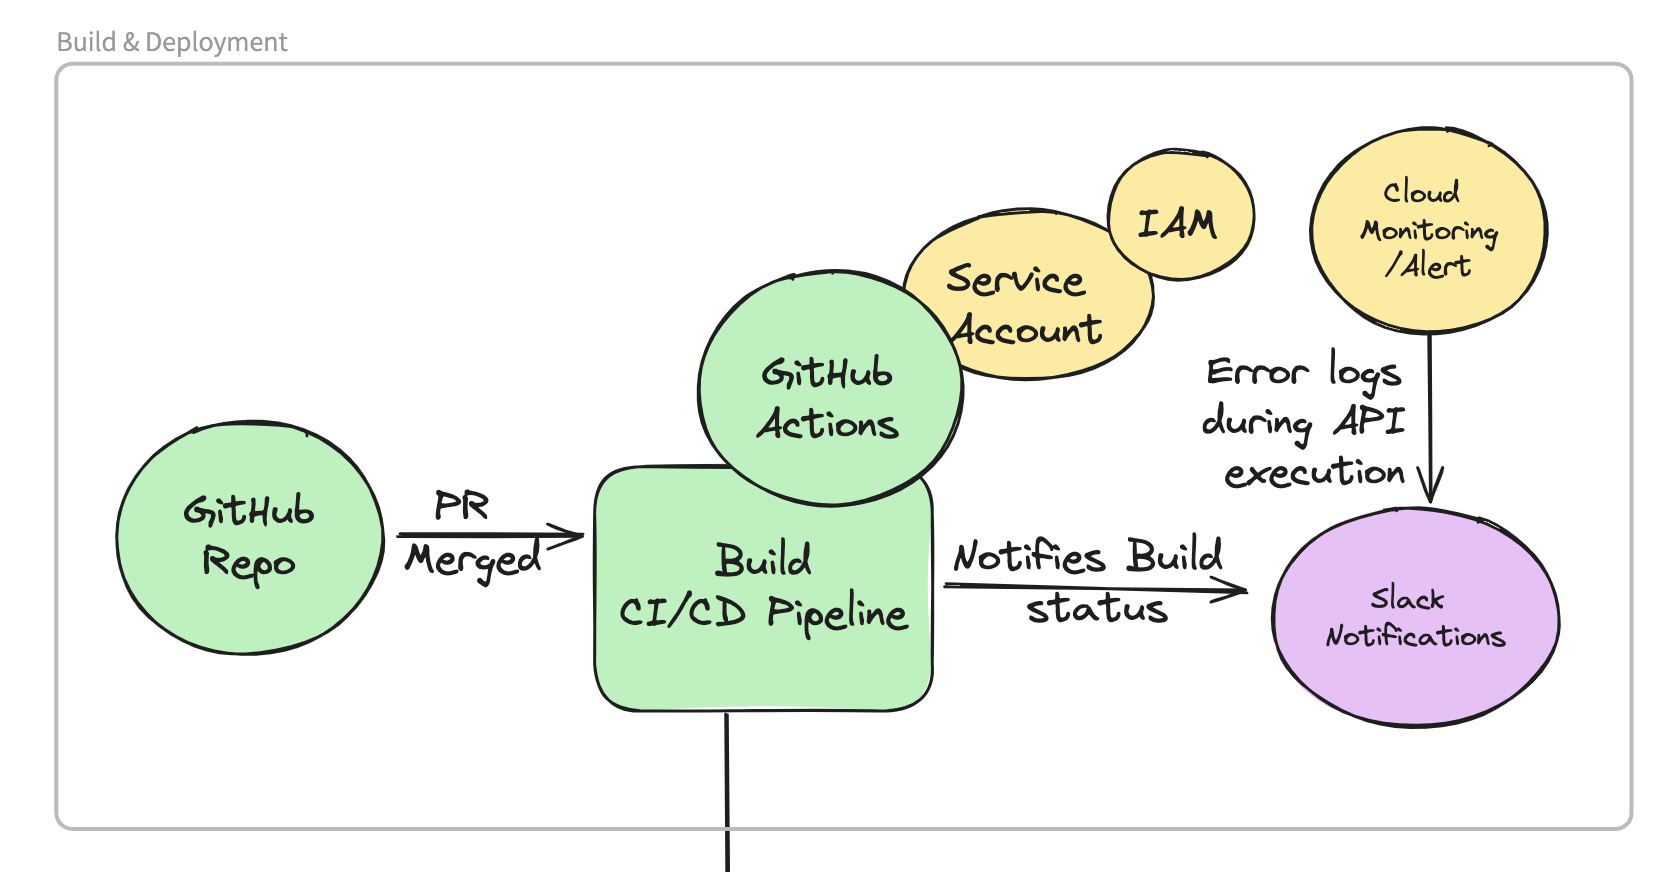 Build & Deployment
IAM
Cloud
Monitoring
/Alert
Service
Account
GitHub
Actions
Error logs
during API
execution
GitHub
Repo
PR
Merged
Build
CI/CD Pipeline
Notifies Build
status
Slack
Notifications